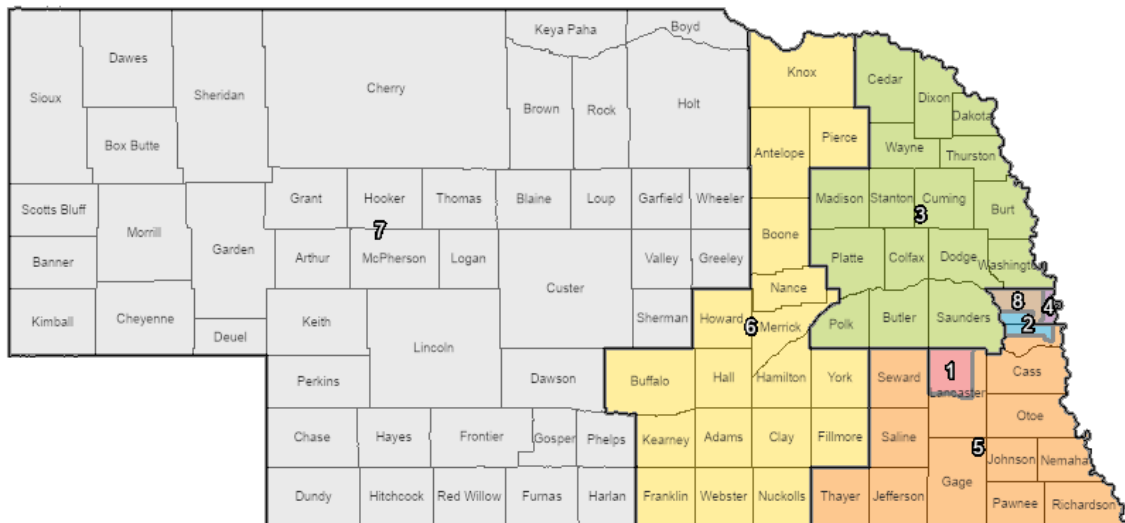 Keya Paha
Boyd
Dawes
Sioux
Sheridan
Cherry
Knox
Cedar
Dixon
Dakota
Brown
Rock
Holt
Box Butte
Antelope
Pierce
Wayne
Thurston
Scotts Bluff
Grant
Hooker
Thomas
Blaine
Loup
Garfield
Wheeler
Madison
Stanton
Cuming
Burt
3
Morrill
Garden
7
Boone
Banner
Arthur
McPherson
Logan
Valley
Greeley
Platte
Colfax
Dodge
Washington
Custer
Nance
8
4
Kimball
Cheyenne
Keith
Sherman
Howard
6
Merrick
Polk
Butler
Saunders
2
Deuel
Lincoln
Perkins
Dawson
Buffalo
Hall
Hamilton
York
Seward
1
Lancaster
Cass
Chase
Hayes
Frontier
Gosper
Phelps
Kearney
Adams
Clay
Fillmore
Saline
Otoe
5
Johnson
Nemaha
Dundy
Hitchcock
Red Willow
Furnas
Harlan
Franklin
Webster
Nuckolls
Thayer
Jefferson
Gage
Pawnee
Richardson